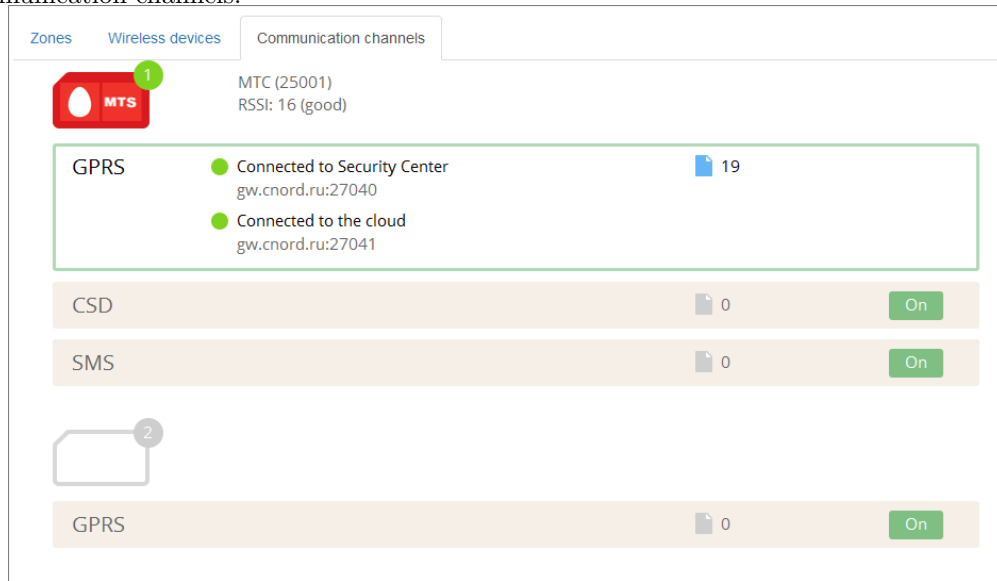 munication channels.
Zones Wireless devices Communication channels
1
MTS
MTC (25001)
RSSI: 16 (good)
GPRS Connected to Security Center 19
gw.cnord.ru:27040
Connected to the cloud
gw.cnord.ru:27041
CSD 0 On
SMS 0 On
2
GPRS 0 On